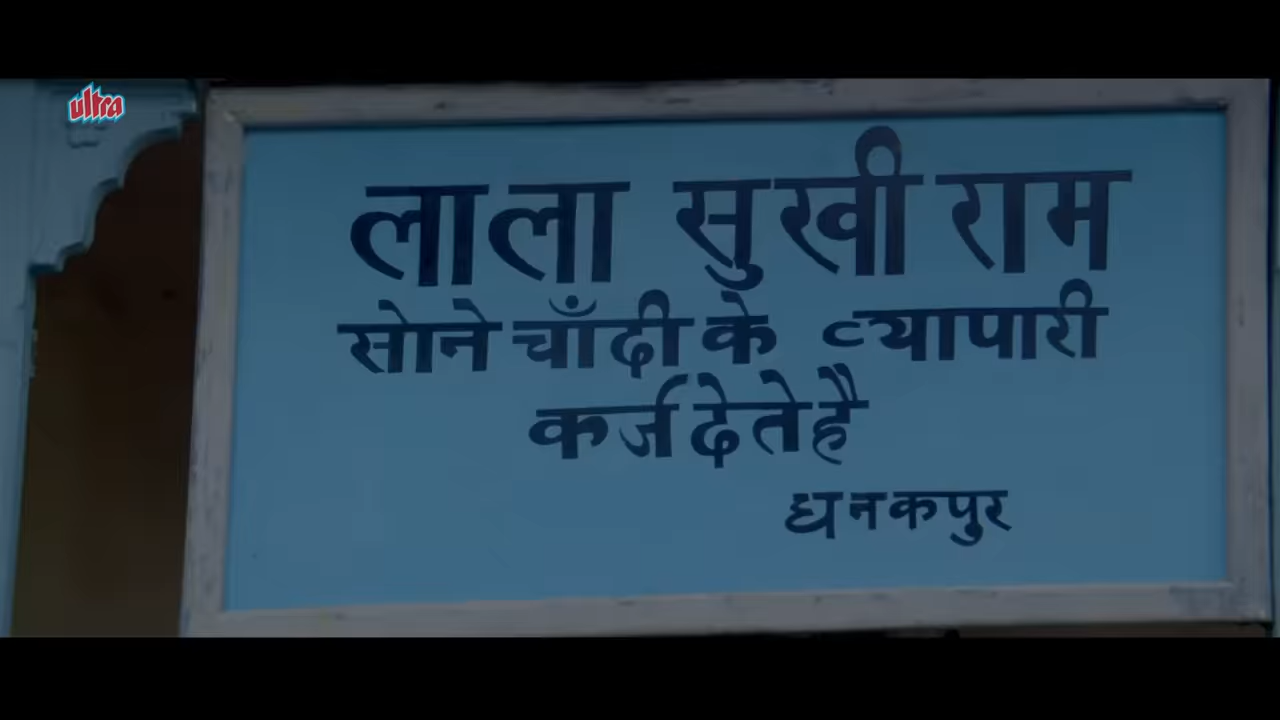 ultra
लाला सुखी राम
सोने चाँदी के व्यापारी
कर्ज देते है
धनकपुर